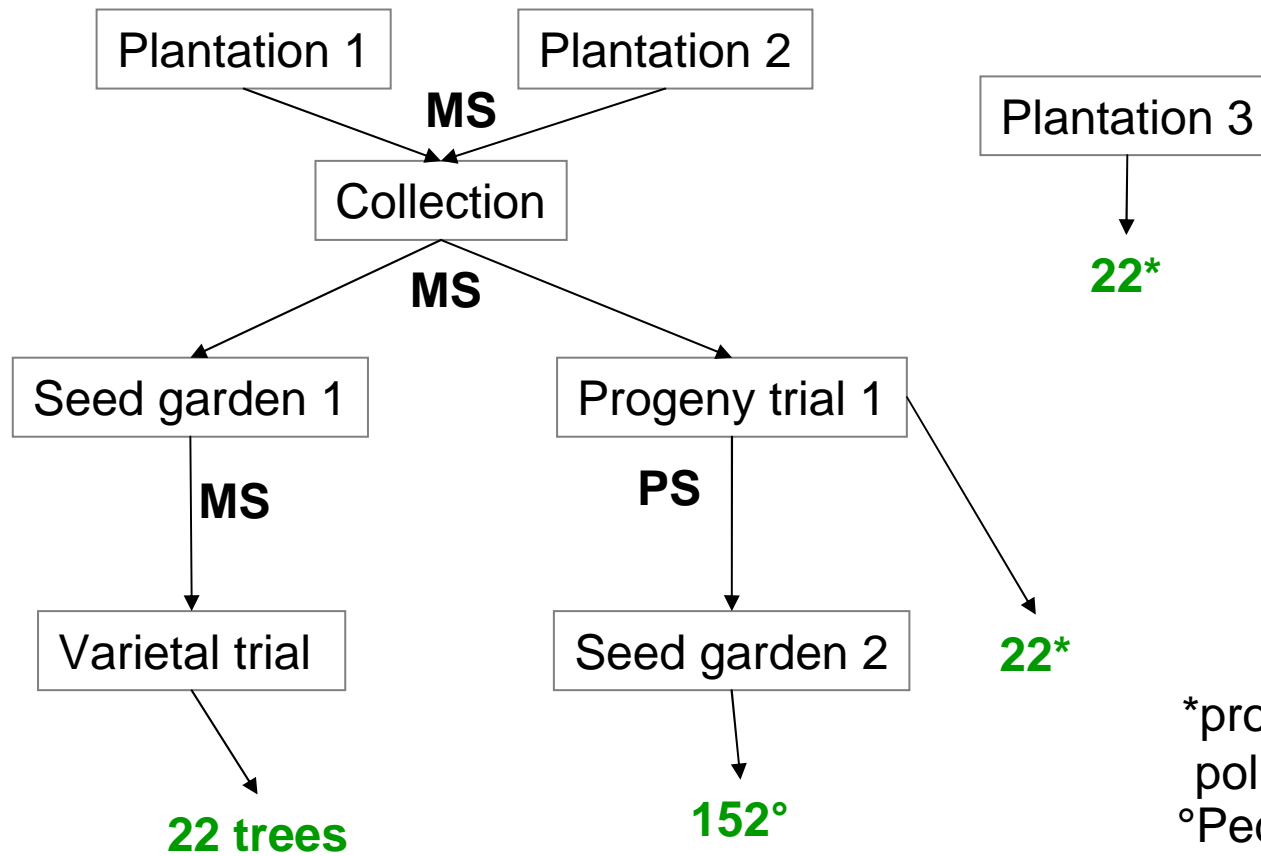 Plantation 1
Plantation 2
Plantation 3
MS
Collection
22*
MS
Seed garden 1
Progeny trial 1
MS
PS
Varietal trial
Seed garden 2
22*
22 trees
152°
*pro
pol
°Pec